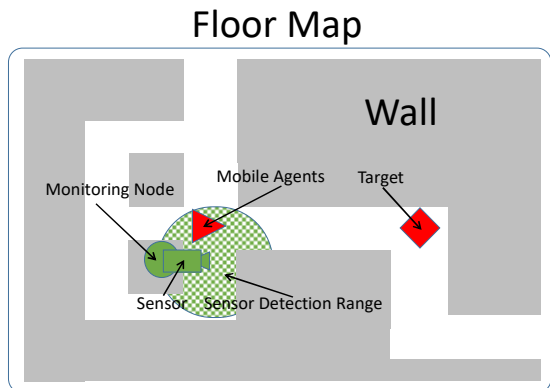 Floor Map
Wall
Mobile Agents
Target
Monitoring Node
Sensor
Sensor Detection Range